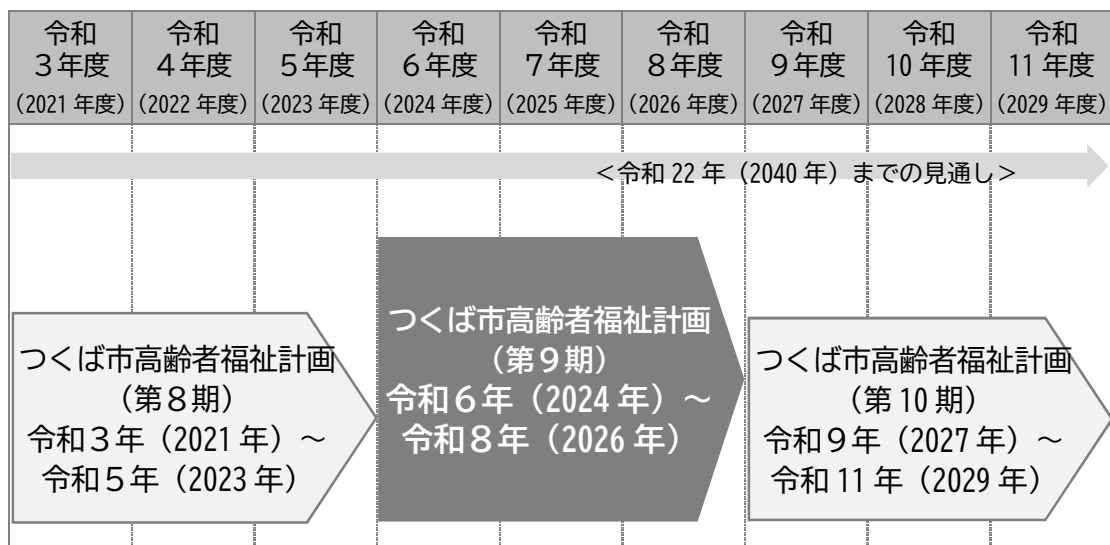 令和 令和 令和 令和 令和 令和 令和 令和 令和
３年度 ４年度 ５年度 ６年度 ７年度 ８年度 ９年度 10 年度 11 年度
（2021 年度） （2022 年度） （2023 年度） （2024 年度） （2025 年度） （2026 年度） （2027 年度） （2028 年度） （2029 年度）
＜令和 22 年（2040 年）までの見通し＞
つくば市高齢者福祉計画
（第８期）
令和３年（2021 年）～
令和５年（2023 年）
つくば市高齢者福祉計画
（第９期）
令和６年（2024 年）～
令和８年（2026 年）
つくば市高齢者福祉計画
（第 10 期）
令和９年（2027 年）～
令和 11 年（2029 年）